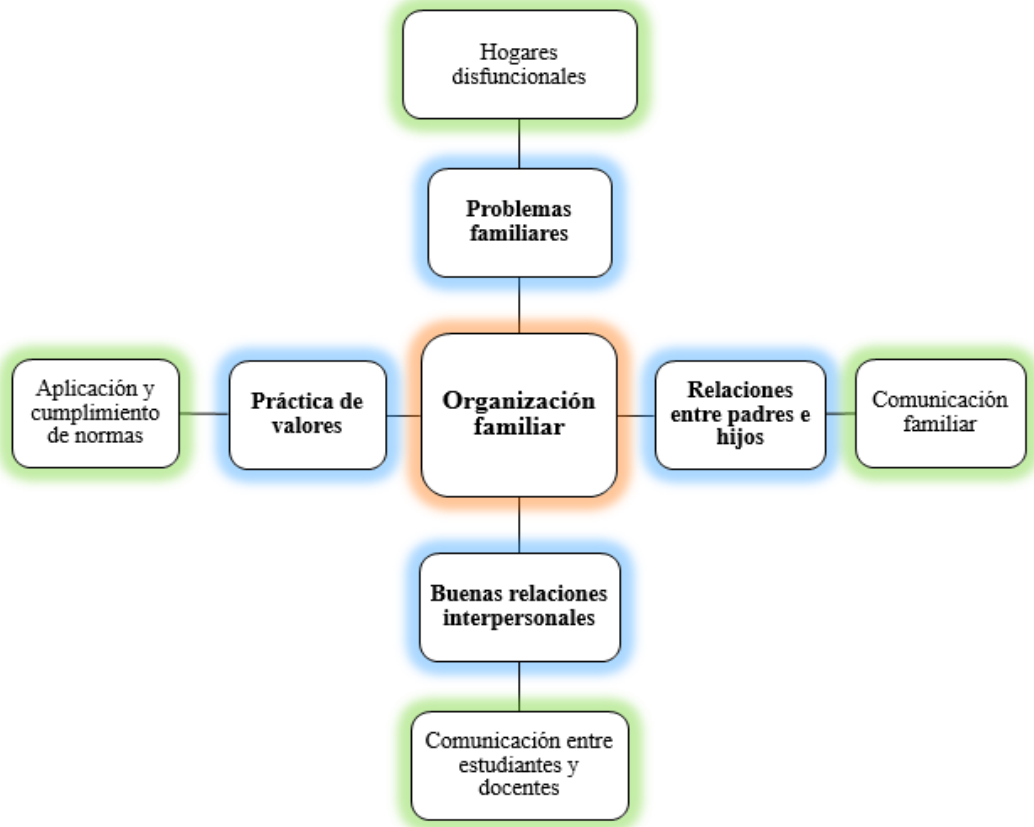 Hogares
disfuncionales
Problemas
familiares
Aplicación y
cumplimiento
de normas
Práctica de
valores
Organización
familiar
Relaciones
entre padres e
hijos
Comunicación
familiar
Buenas relaciones
interpersonales
Comunicación entre
estudiantes y
docentes